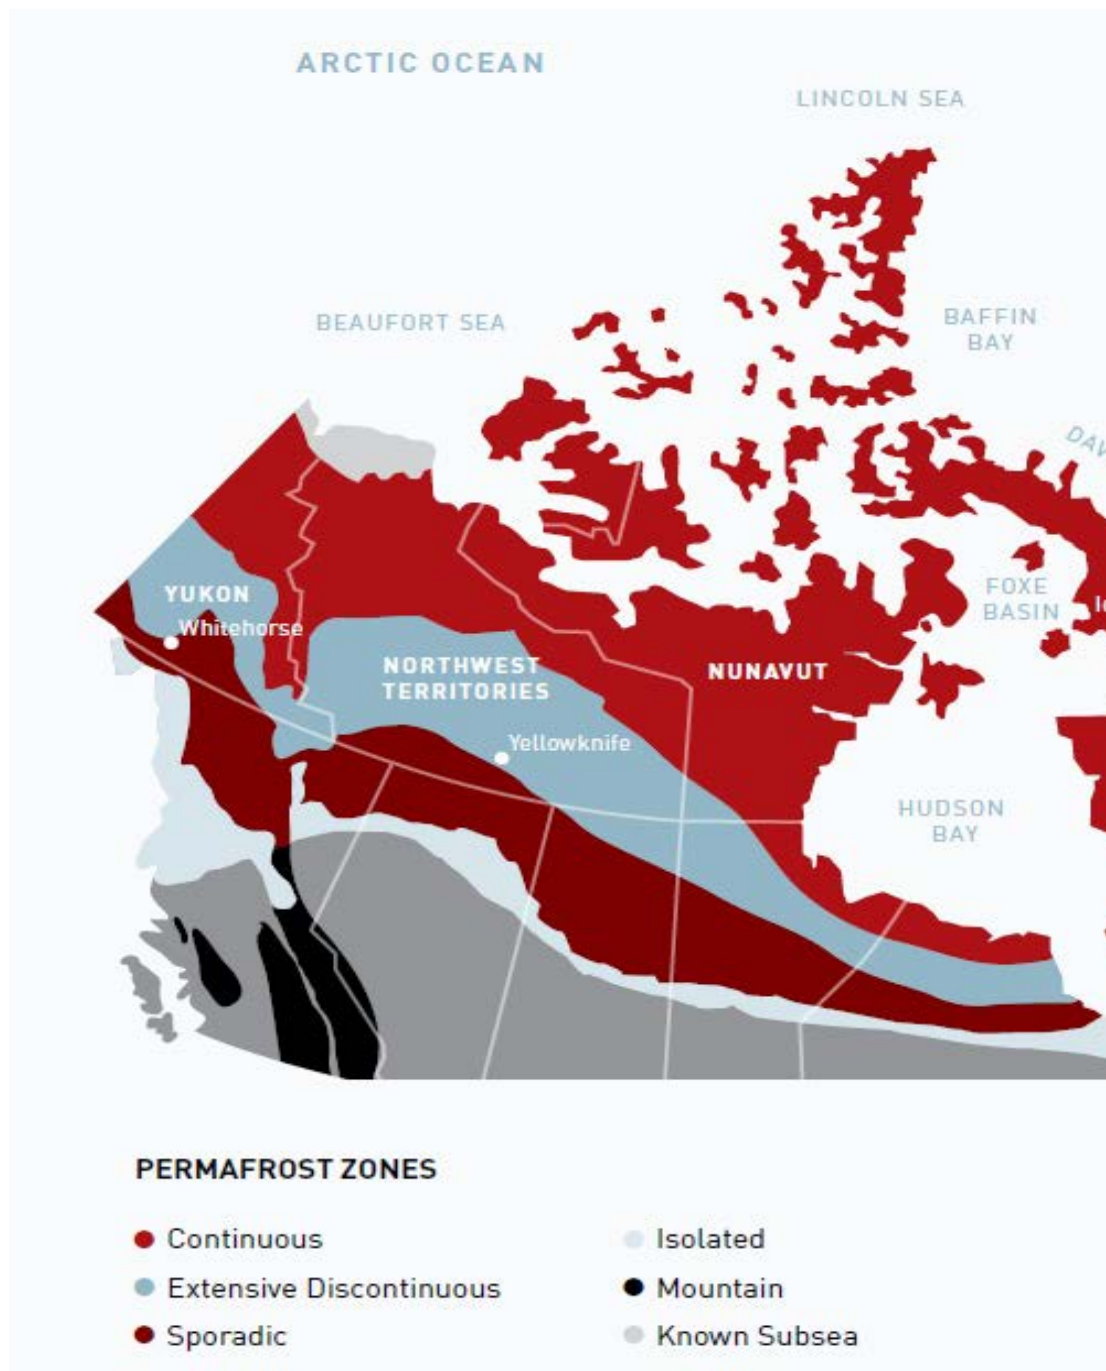 ARCTIC OCEAN
LINCOLN SEA
BEAUFORT SEA
BAFFIN
BAY
DAV
YUKON
Whitehorse
FOXE
BASIN
NORTHWEST
TERRITORIES
NUNAVUT
Yellowknife
HUDSON
BAY
PERMAFROST ZONES
Continuous
Extensive Discontinuous
Sporadic
Isolated
Mountain
Known Subsea